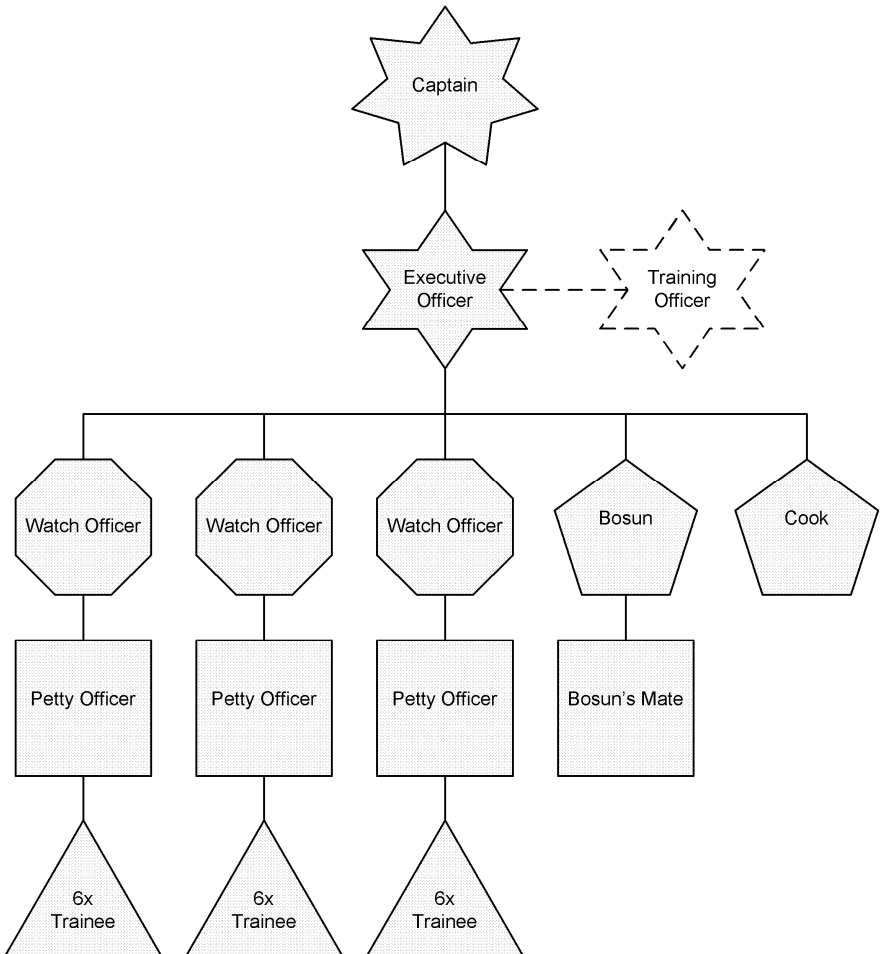 Captain
Executive
Officer
Training
Officer
Watch Officer
Watch Officer
Watch Officer
Bosun
Cook
Petty Officer
Petty Officer
Petty Officer
Bosun's Mate
6x
Trainee
6x
Trainee
6x
Trainee